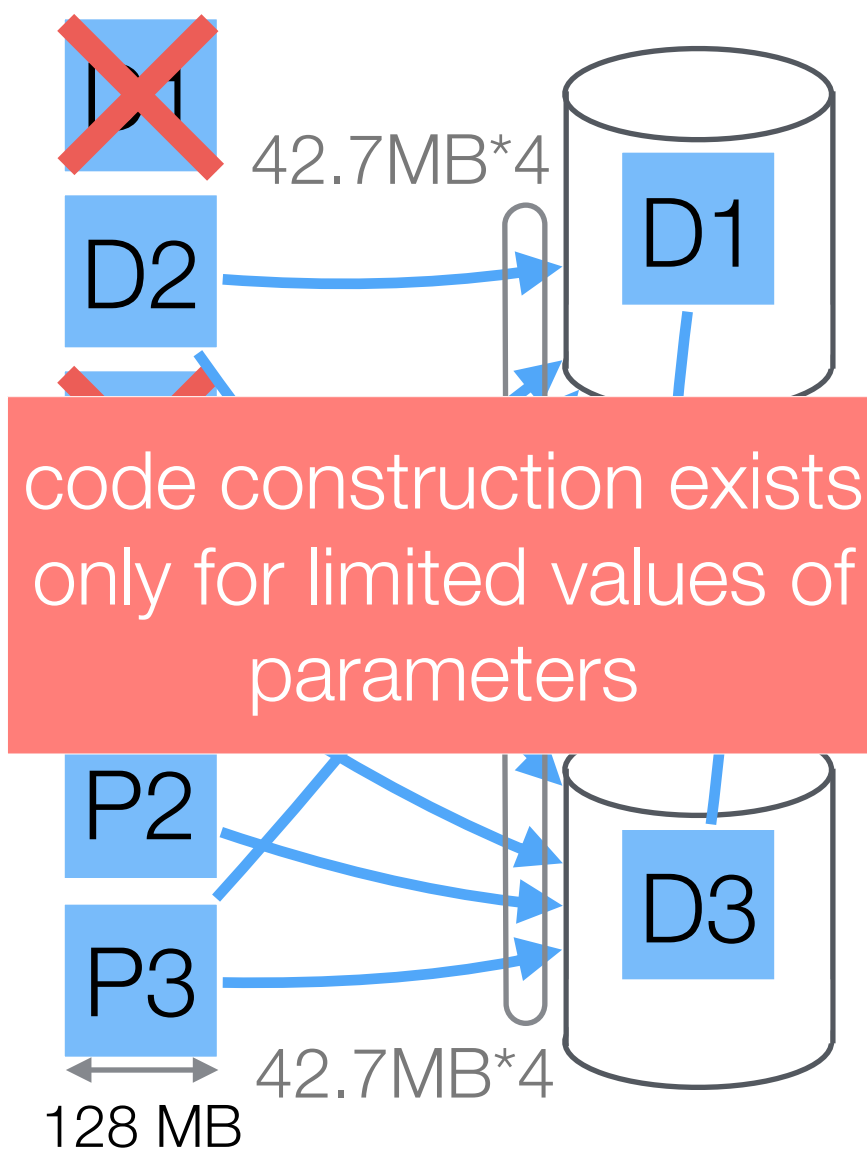 D1
42.7MB*4
D1
D2
code construction exists
only for limited values of
parameters
P2
D3
P3
42.7MB*4
128 MB